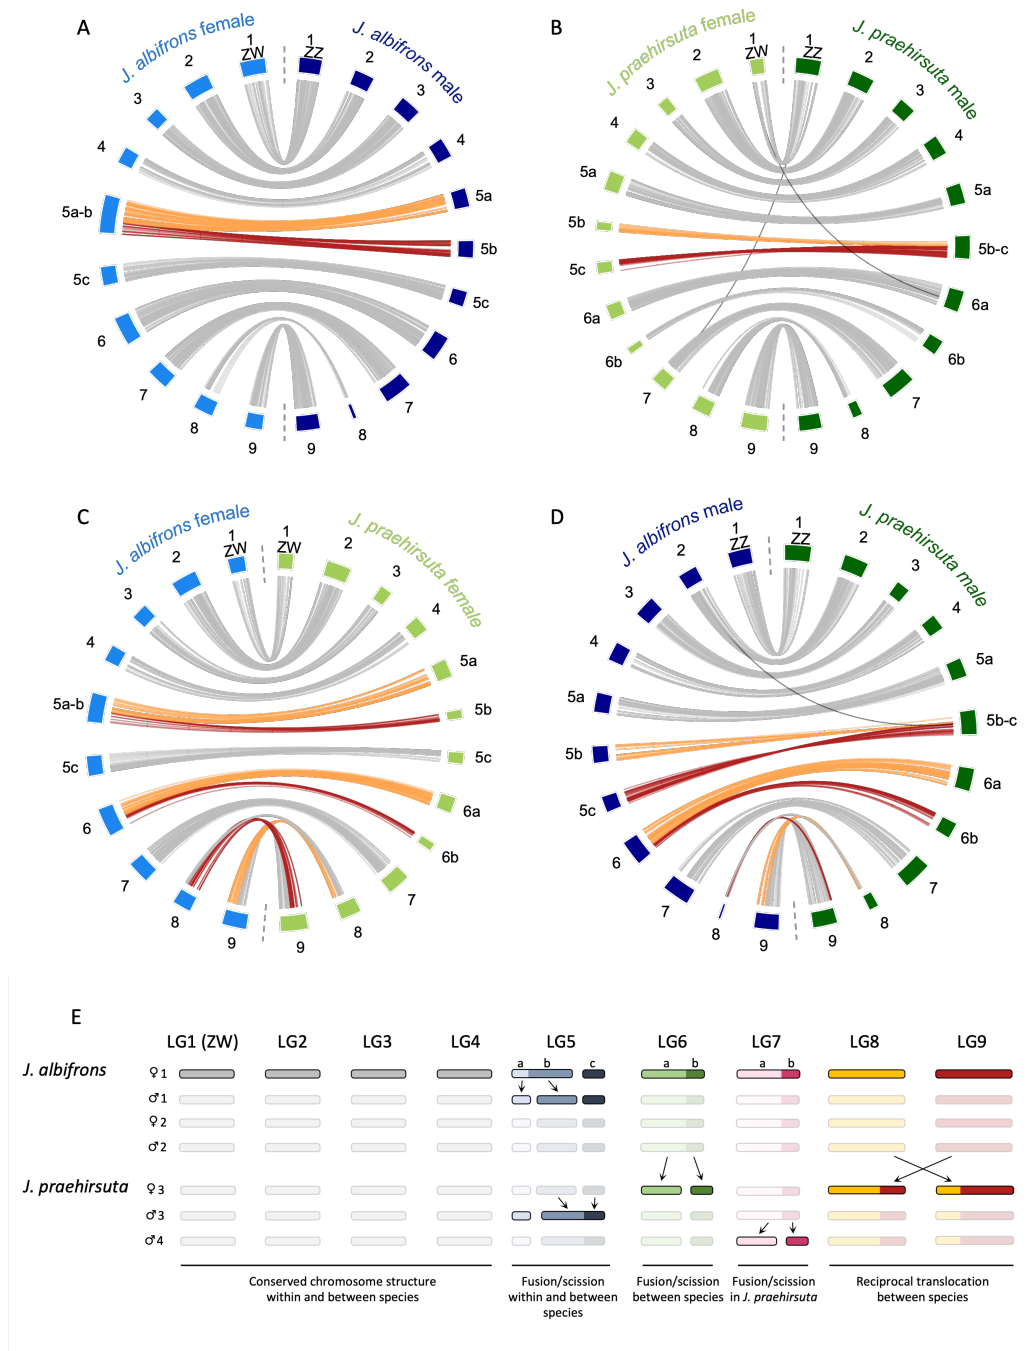 A
J. albifrons female
J. albifrons male
1
ZW
1
ZZ
2
2
3
3
4
4
5a-b
5a
5b
5c
5c
6
6
7
7
8
8
9
9
B
J. praehirsuta female
J. praehirsuta male
1
ZW
1
ZZ
2
2
3
3
4
4
5a
5a
5b
5b-c
5c
6a
6a
6b
6b
7
7
8
8
9
9
C
J. albifrons female
J. praehirsuta female
1
ZW
1
ZW
2
2
3
3
4
4
5a-b
5a
5b
5c
5c
6
6a
6b
7
7
8
8
9
9
D
J. albifrons male
J. praehirsuta male
1
ZZ
1
ZZ
2
2
3
3
4
4
5a
5a
5b
5b-c
5c
6a
6
6b
7
7
8
8
9
9
E
LG1 (ZW) LG2 LG3 LG4 LG5 LG6 LG7 LG8 LG9
J. albifrons
a b c a b a b
♀1
♂1
♀2
♂2
J. praehirsuta
♀3
♂3
♂4
Conserved chromosome structure
within and between species
Fusion/scission
within and between
species
Fusion/scission
between species
Fusion/scission
in J. praehirsuta
Reciprocal translocation
between species